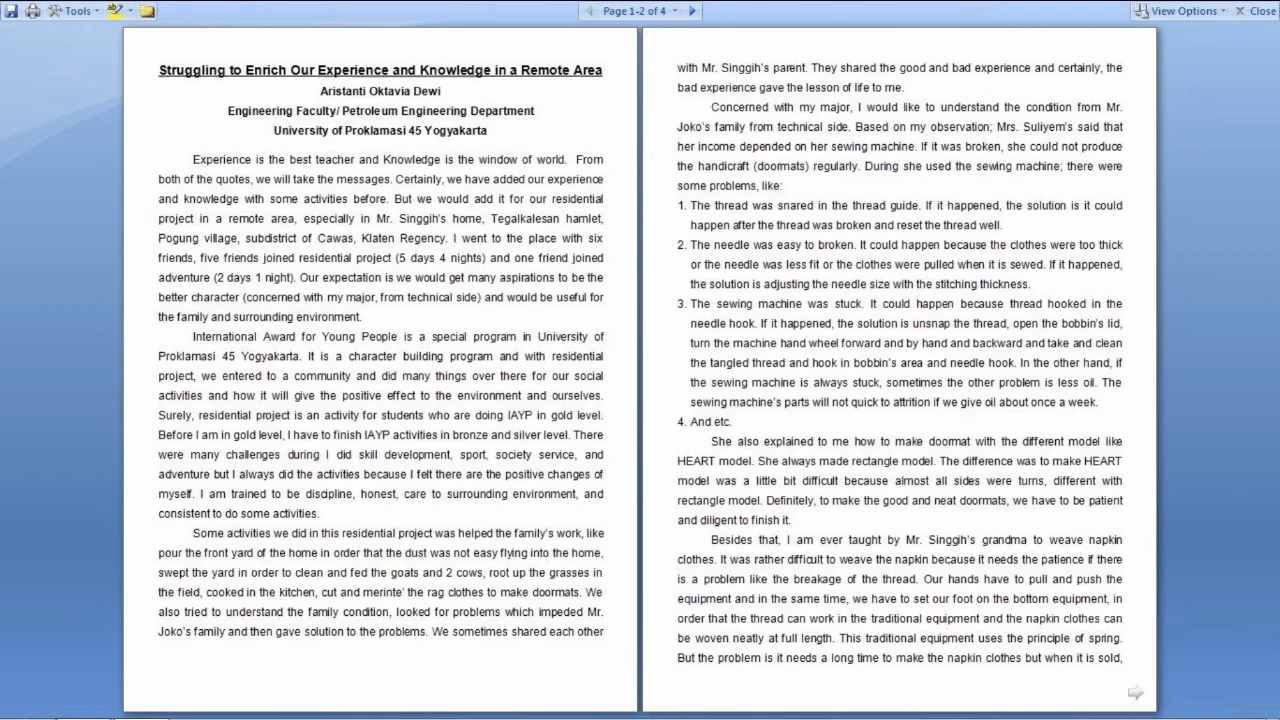 Tools
Page 1-2 of 4
View Options
Close
Struggling to Enrich Our Experience and Knowledge in a Remote Area
Aristanti Oktavia Dewi
Engineering Faculty/ Petroleum Engineering Department
University of Proklamasi 45 Yogyakarta
Experience is the best teacher and Knowledge is the window of world. From
both of the quotes, we will take the messages. Certainly, we have added our experience
and knowledge with some activities before. But we would add it for our residential
project in a remote area, especially in Mr. Singgih's home, Tegalkalesan hamlet,
Pogung village, subdistrict of Cawas, Klaten Regency. I went to the place with six
friends, five friends joined residential project (5 days 4 nights) and one friend joined
adventure (2 days 1 night). Our expectation is we would get many aspirations to be the
better character (concerned with my major, from technical side) and would be useful for
the family and surrounding environment.
International Award for Young People is a special program in University of
Proklamasi 45 Yogyakarta. It is a character building program and with residential
project, we entered to a community and did many things over there for our social
activities and how it will give the positive effect to the environment and ourselves.
Surely, residential project is an activity for students who are doing IAYP in gold level.
Before I am in gold level, I have to finish IAYP activities in bronze and silver level. There
were many challenges during I did skill development, sport, society service, and
adventure but I always did the activities because I felt there are the positive changes of
myself. I am trained to be discipline, honest, care to surrounding environment, and
consistent to do some activities.
Some activities we did in this residential project was helped the family's work, like
pour the front yard of the home in order that the dust was not easy flying into the home,
swept the yard in order to clean and fed the goats and 2 cows, root up the grasses in
the field, cooked in the kitchen, cut and merinte' the rag clothes to make doormats. We
also tried to understand the family condition, looked for problems which impeded Mr.
Joko's family and then gave solution to the problems. We sometimes shared each other
with Mr. Singgih's parent. They shared the good and bad experience and certainly, the
bad experience gave the lesson of life to me.
Concerned with my major, I would like to understand the condition from Mr.
Joko's family from technical side. Based on my observation; Mrs. Suliyem's said that
her income depended on her sewing machine. If it was broken, she could not produce
the handicraft (doormats) regularly. During she used the sewing machine; there were
some problems, like:
1. The thread was snared in the thread guide. If it happened, the solution is it could
happen after the thread was broken and reset the thread well.
2. The needle was easy to broken. It could happen because the clothes were too thick
or the needle was less fit or the clothes were pulled when it is sewed. If it happened,
the solution is adjusting the needle size with the stitching thickness.
3. The sewing machine was stuck. It could happen because thread hooked in the
needle hook. If it happened, the solution is unsnap the thread, open the bobbin's lid,
turn the machine hand wheel forward and by hand and backward and take and clean
the tangled thread and hook in bobbin's area and needle hook. In the other hand, if
the sewing machine is always stuck, sometimes the other problem is less oil. The
sewing machine's parts will not quick to attrition if we give oil about once a week.
4. And etc.
She also explained to me how to make doormat with the different model like
HEART model. She always made rectangle model. The difference was to make HEART
model was a little bit difficult because almost all sides were turns, different with
rectangle model. Definitely, to make the good and neat doormats, we have to be patient
and diligent to finish it.
Besides that, I am ever taught by Mr. Singgih's grandma to weave napkin
clothes. It was rather difficult to weave the napkin because it needs the patience if there
is a problem like the breakage of the thread. Our hands have to pull and push the
equipment and in the same time, we have to set our foot on the bottom equipment, in
order that the thread can work in the traditional equipment and the napkin clothes can
be woven neatly at full length. This traditional equipment uses the principle of spring.
But the problem is it needs a long time to make the napkin clothes but when it is sold,